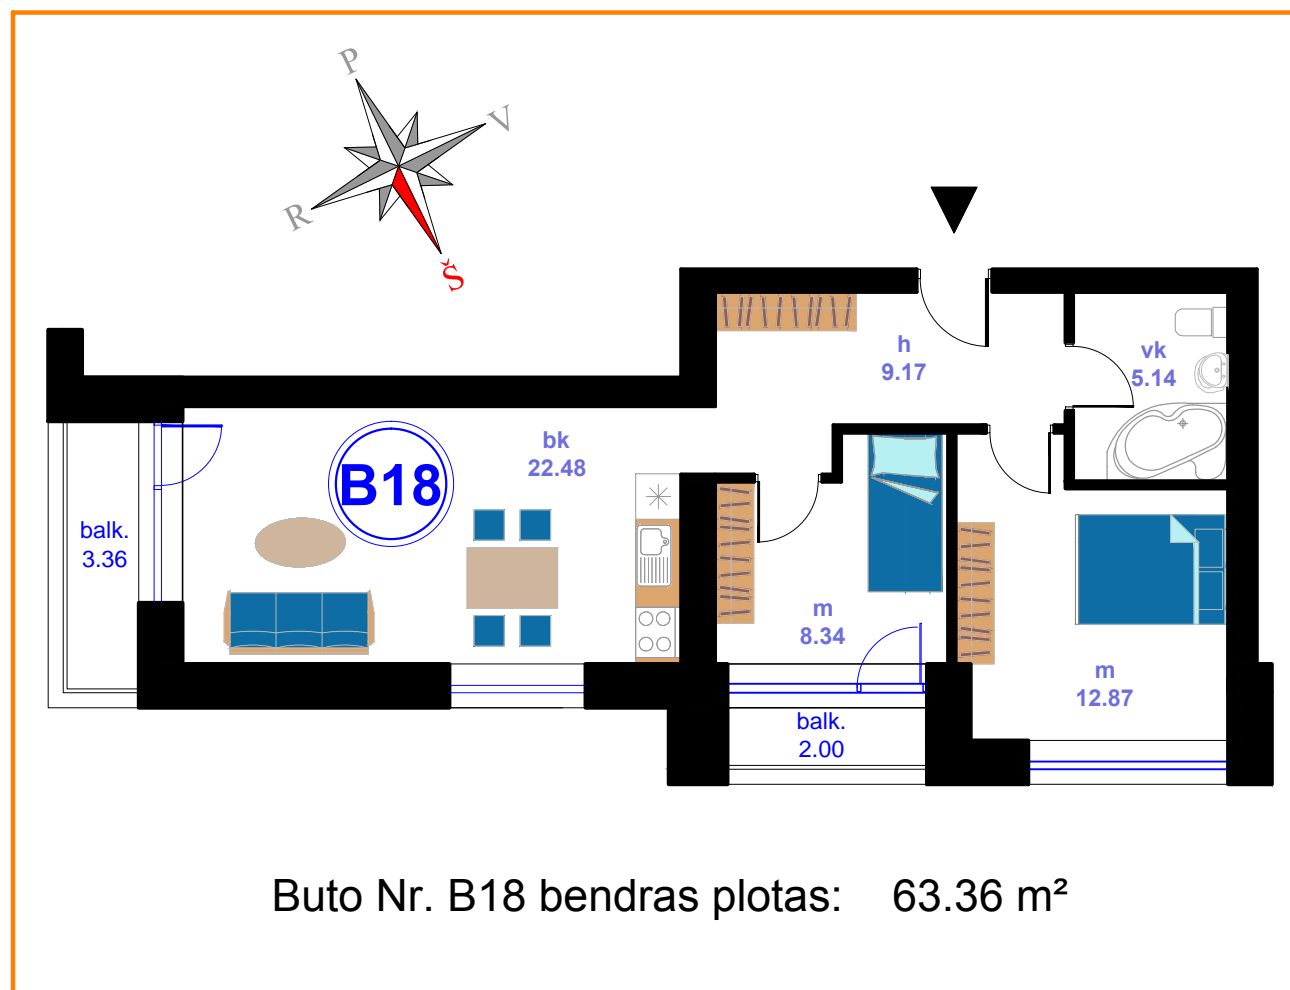 P
V
R
Š
h
9.17
vk
5.14
bk
22.48
B18
balk.
3.36
m
8.34
m
12.87
balk.
2.00
Buto Nr. B18 bendras plotas: 63.36 m²